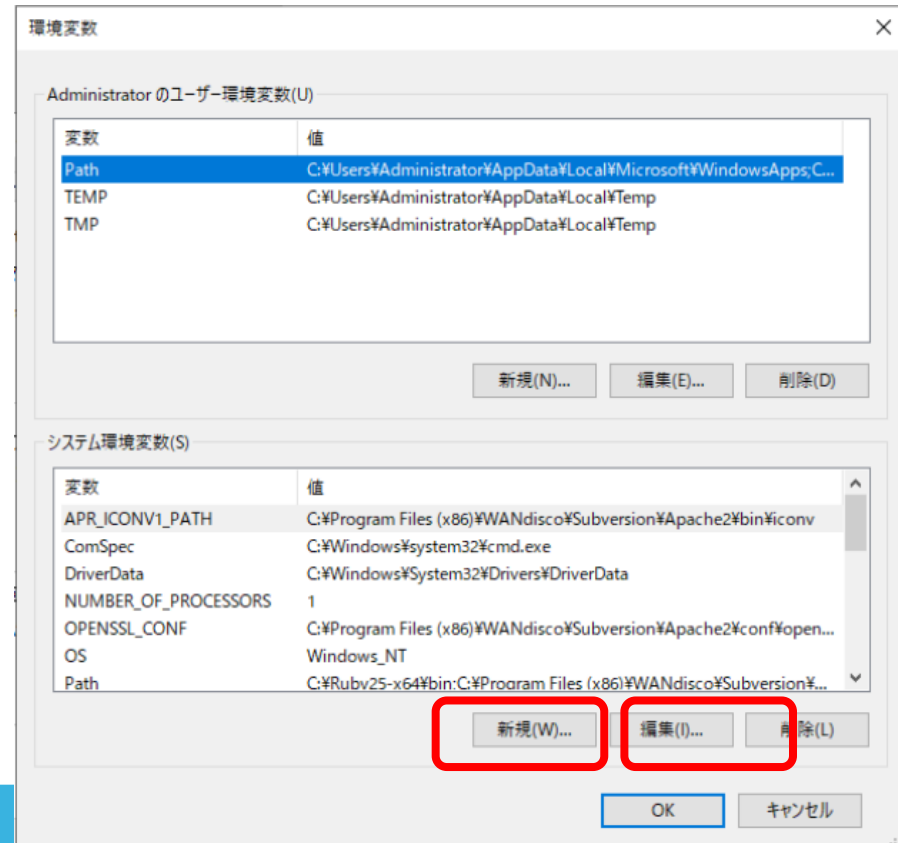 環境変数
Administrator のユーザー環境変数(U)
変数 値
Path C:¥Users¥Administrator¥AppData¥Local¥Microsoft¥WindowsApps;C...
TEMP C:¥Users¥Administrator¥AppData¥Local¥Temp
TMP C:¥Users¥Administrator¥AppData¥Local¥Temp
新規(N)... 編集(E)... 削除(D)
システム環境変数(S)
変数 値
APR_ICONV1_PATH C:¥Program Files (x86)¥WANdisco¥Subversion¥Apache2¥bin¥iconv
ComSpec C:¥Windows¥system32¥cmd.exe
DriverData C:¥Windows¥System32¥Drivers¥DriverData
NUMBER_OF_PROCESSORS 1
OPENSSL_CONF C:¥Program Files (x86)¥WANdisco¥Subversion¥Apache2¥conf¥open...
OS Windows_NT
Path C:¥Ruby25-x64¥bin;C:¥Program Files (x86)¥WANdisco¥Subversion¥...
新規(W)... 編集(I)... 削除(L)
OK キャンセル